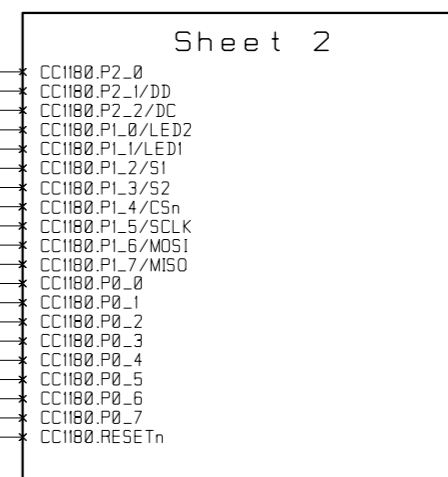 Sheet 2
CC1180.P2_0
CC1180.P2_1/DD
CC1180.P2_2/DC
CC1180.P1_0/LED2
CC1180.P1_1/LED1
CC1180.P1_2/S1
CC1180.P1_3/S2
CC1180.P1_4/CSn
CC1180.P1_5/SCLK
CC1180.P1_6/MOSI
CC1180.P1_7/MISO
CC1180.P0_0
CC1180.P0_1
CC1180.P0_2
CC1180.P0_3
CC1180.P0_4
CC1180.P0_5
CC1180.P0_6
CC1180.P0_7
CC1180.RESETn